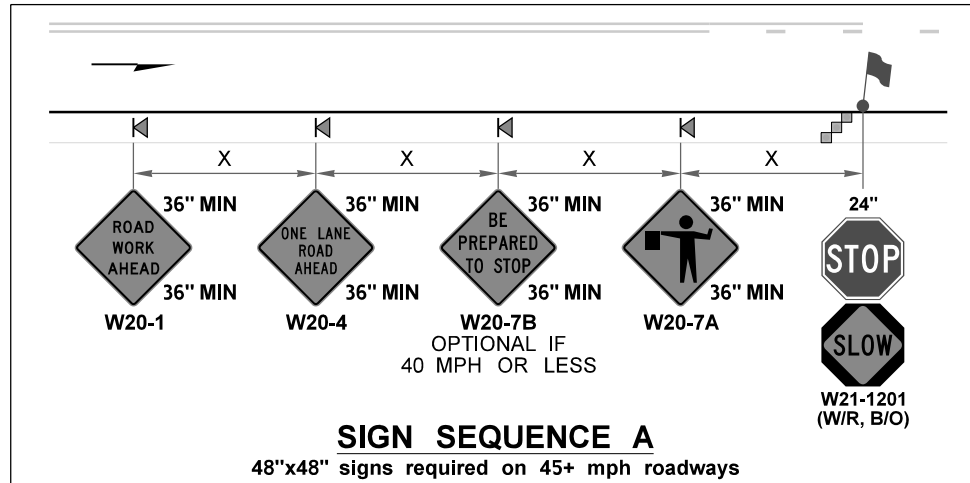 X X X X
36" MIN 36" MIN 36" MIN 36" MIN 24"
ROAD
WORK
AHEAD
ONE LANE
ROAD
AHEAD
BE
PREPARED
TO STOP
STOP
36" MIN 36" MIN 36" MIN 36" MIN
W20-1 W20-4 W20-7B W20-7A
OPTIONAL IF
40 MPH OR LESS
SLOW
W21-1201
(W/R, B/O)
SIGN SEQUENCE A
48"x48" signs required on 45+ mph roadways